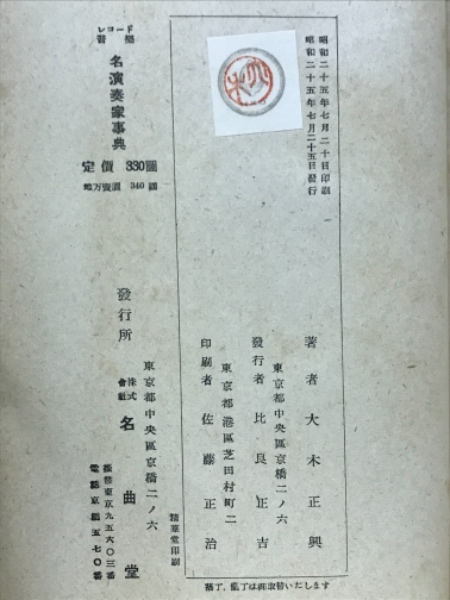 昭和二十五年七月二十日印刷
昭和二十五年七月二十五日發行
著者 大木正興
東京都中央區京橋二ノ六
發行者 比良正吉
東京都港區芝田村町二
印刷者 佐藤正治
精華堂印刷
レコード
音樂
名演奏家事典
定價 330圓
地方賣價 340圓
發行所
東京都中央區京橋二ノ六
株式
會社
名曲堂
振替東京九五六〇三番
電話京橋五七〇番
落丁、亂丁は御取替いたします